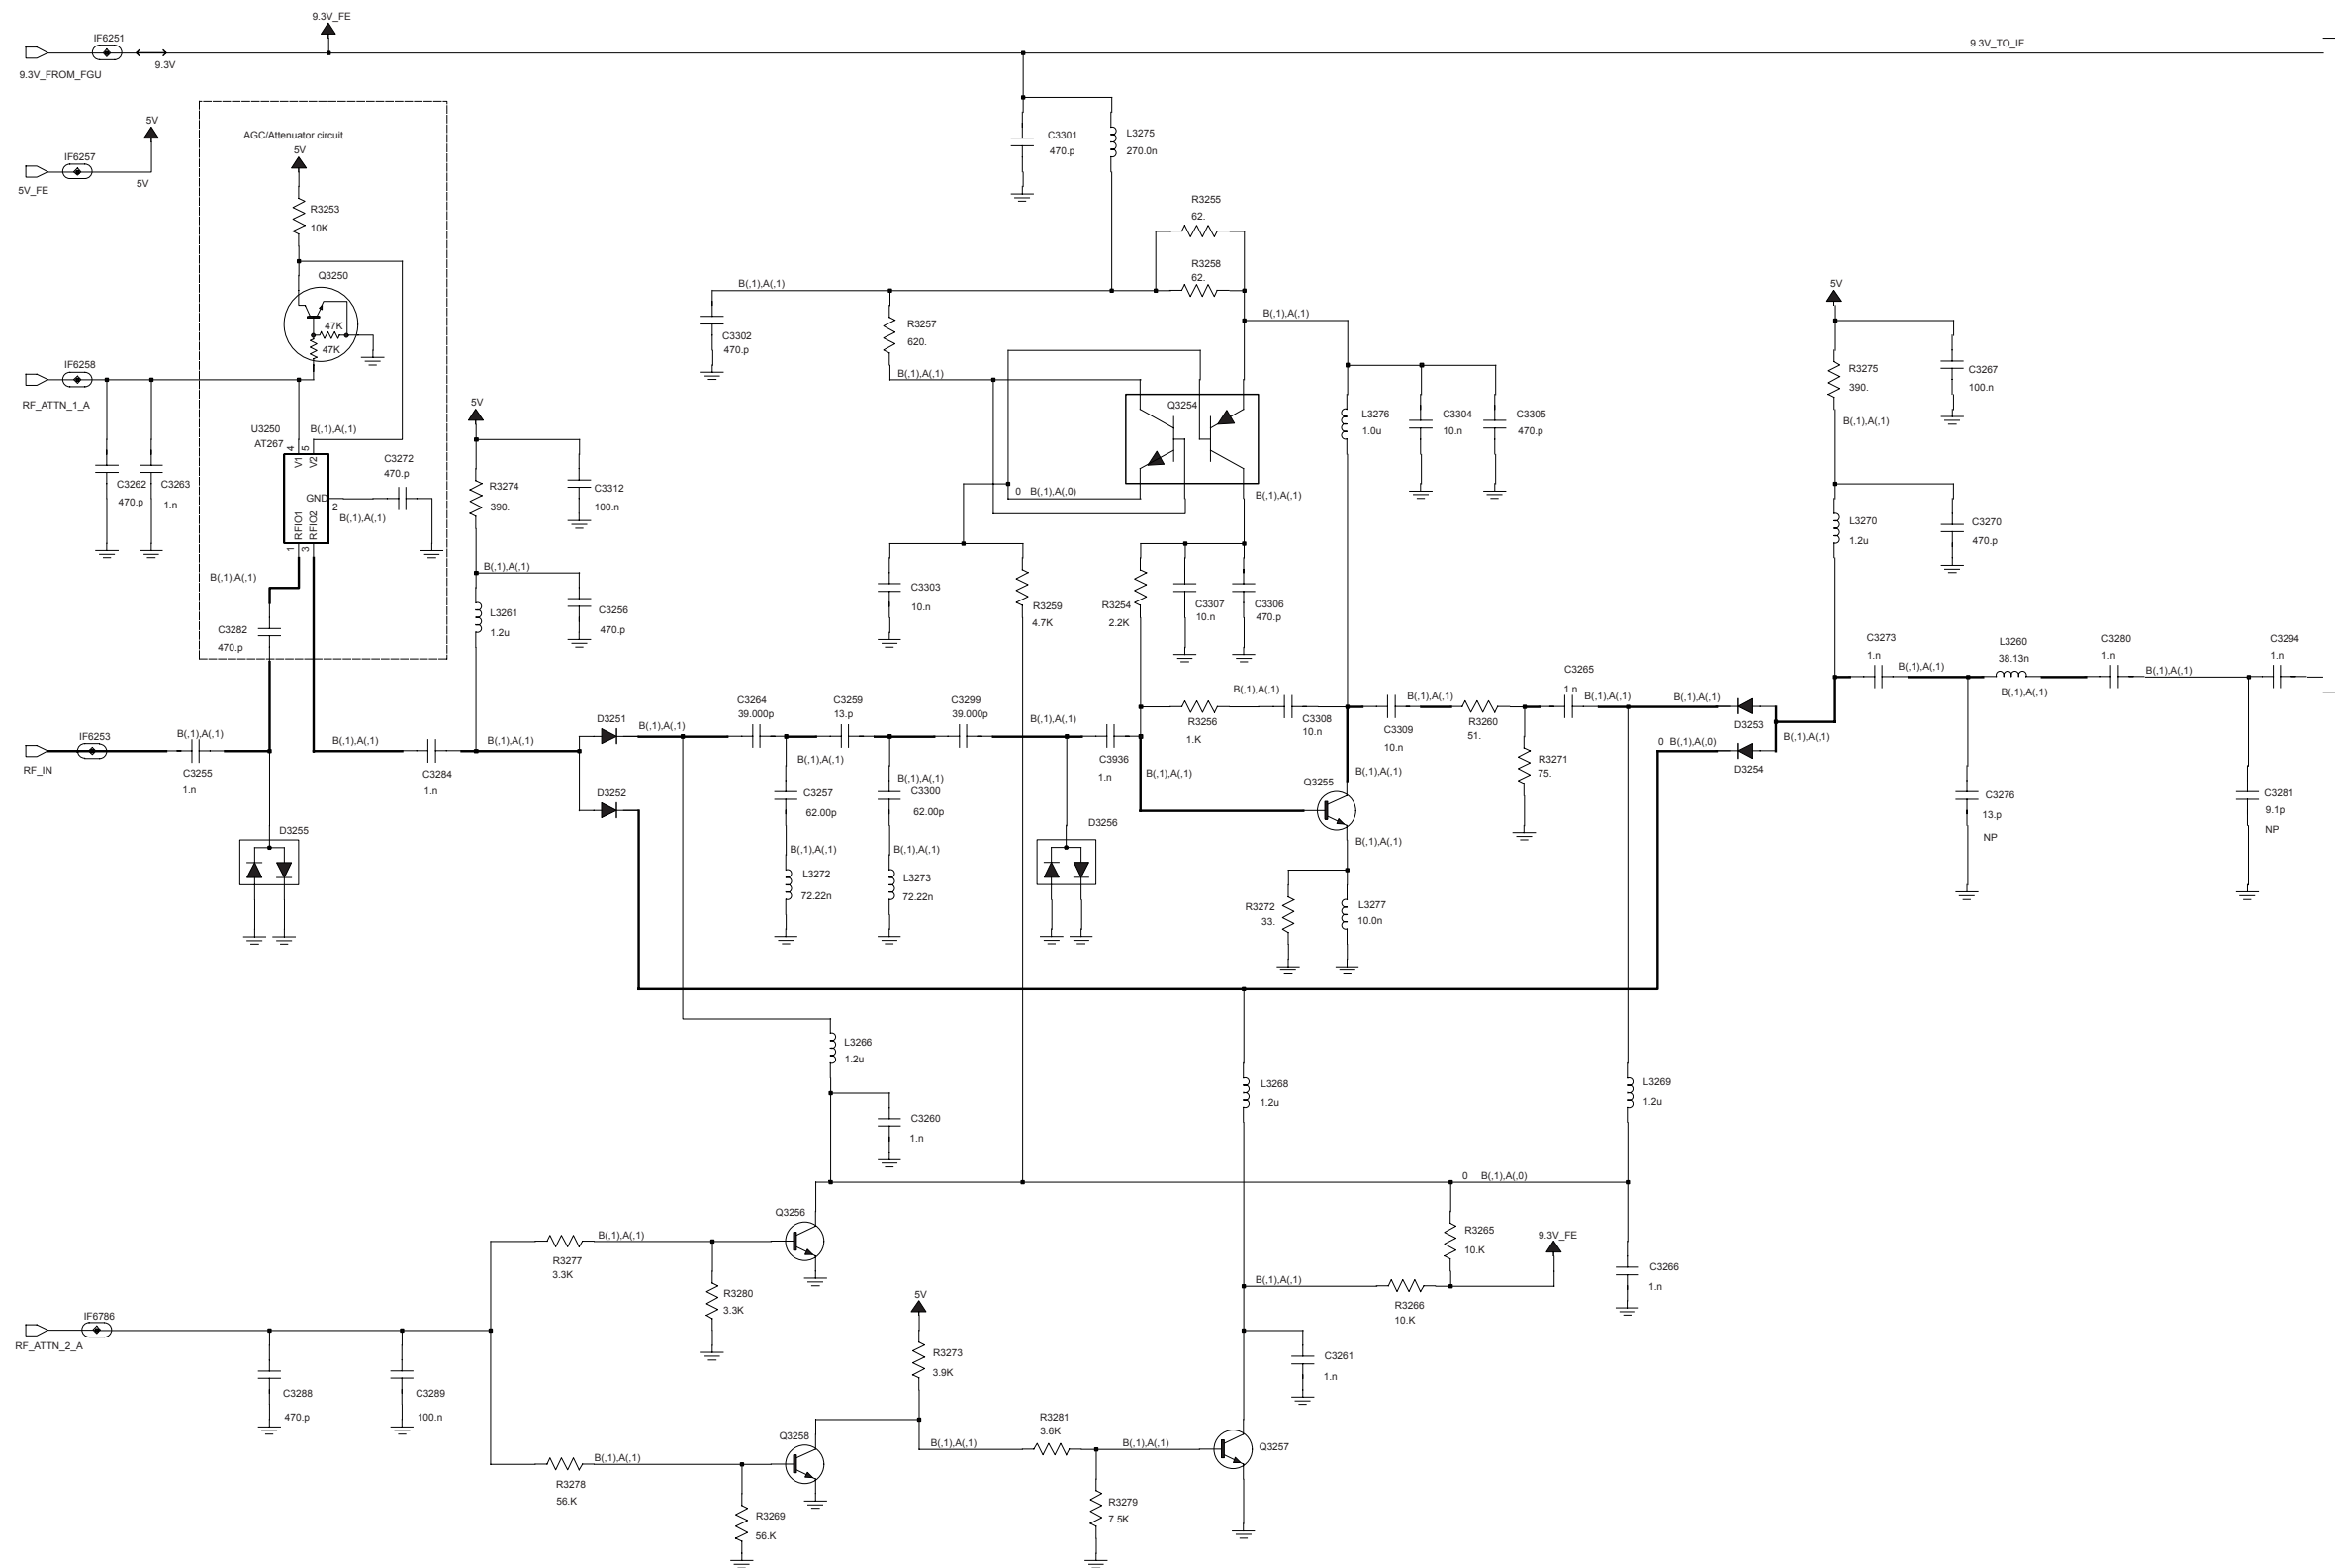 9.3V_FE
IF6251
9.3V
9.3V_FROM_FGU
9.3V_TO_IF
5V
IF6257
5V
5V_FE
AGC/Attenuator circuit
5V
R3253
10K
Q3250
47K
47K
IF6258
RF_ATTN_1_A
C3262
470.p
C3263
1.n
U3250
AT267
B(,1),A(,1)
4
5
V1
V2
GND
2
RFIO1
RFIO2
1
3
C3272
470.p
B(,1),A(,1)
B(,1),A(,1)
C3282
470.p
IF6253
RF_IN
B(,1),A(,1)
C3255
1.n
D3255
B(,1),A(,1)
C3284
1.n
5V
R3274
390.
C3312
100.n
B(,1),A(,1)
L3261
1.2u
C3256
470.p
B(,1),A(,1)
D3251
D3252
B(,1),A(,1)
C3264
39.000p
C3259
13.p
C3299
39.000p
B(,1),A(,1)
B(,1),A(,1)
C3257
62.00p
B(,1),A(,1)
C3300
62.00p
B(,1),A(,1)
L3272
72.22n
B(,1),A(,1)
L3273
72.22n
D3256
C3936
1.n
B(,1),A(,1)
C3301
470.p
L3275
270.0n
R3255
62.
R3258
62.
B(,1),A(,1)
C3302
470.p
R3257
620.
B(,1),A(,1)
B(,1),A(,1)
Q3254
0 B(,1),A(,0)
B(,1),A(,1)
C3303
10.n
R3259
4.7K
R3254
2.2K
C3307
10.n
C3306
470.p
L3276
1.0u
C3304
10.n
C3305
470.p
R3256
1.K
B(,1),A(,1)
C3308
10.n
C3309
10.n
B(,1),A(,1)
R3260
51.
C3265
1.n
B(,1),A(,1)
R3271
75.
B(,1),A(,1)
Q3255
B(,1),A(,1)
R3272
33.
L3277
10.0n
B(,1),A(,1)
D3253
0 B(,1),A(,0)
D3254
B(,1),A(,1)
5V
R3275
390.
C3267
100.n
B(,1),A(,1)
L3270
1.2u
C3270
470.p
C3273
1.n
B(,1),A(,1)
L3260
38.13n
B(,1),A(,1)
C3280
1.n
B(,1),A(,1)
C3294
1.n
C3276
13.p
NP
C3281
9.1p
NP
L3266
1.2u
C3260
1.n
L3268
1.2u
L3269
1.2u
0 B(,1),A(,0)
Q3256
R3277
3.3K
B(,1),A(,1)
R3280
3.3K
R3265
10.K
9.3V_FE
B(,1),A(,1)
R3266
10.K
C3266
1.n
IF6786
RF_ATTN_2_A
C3288
470.p
C3289
100.n
5V
R3273
3.9K
C3261
1.n
R3278
56.K
B(,1),A(,1)
Q3258
R3269
56.K
B(,1),A(,1)
R3281
3.6K
B(,1),A(,1)
Q3257
R3279
7.5K